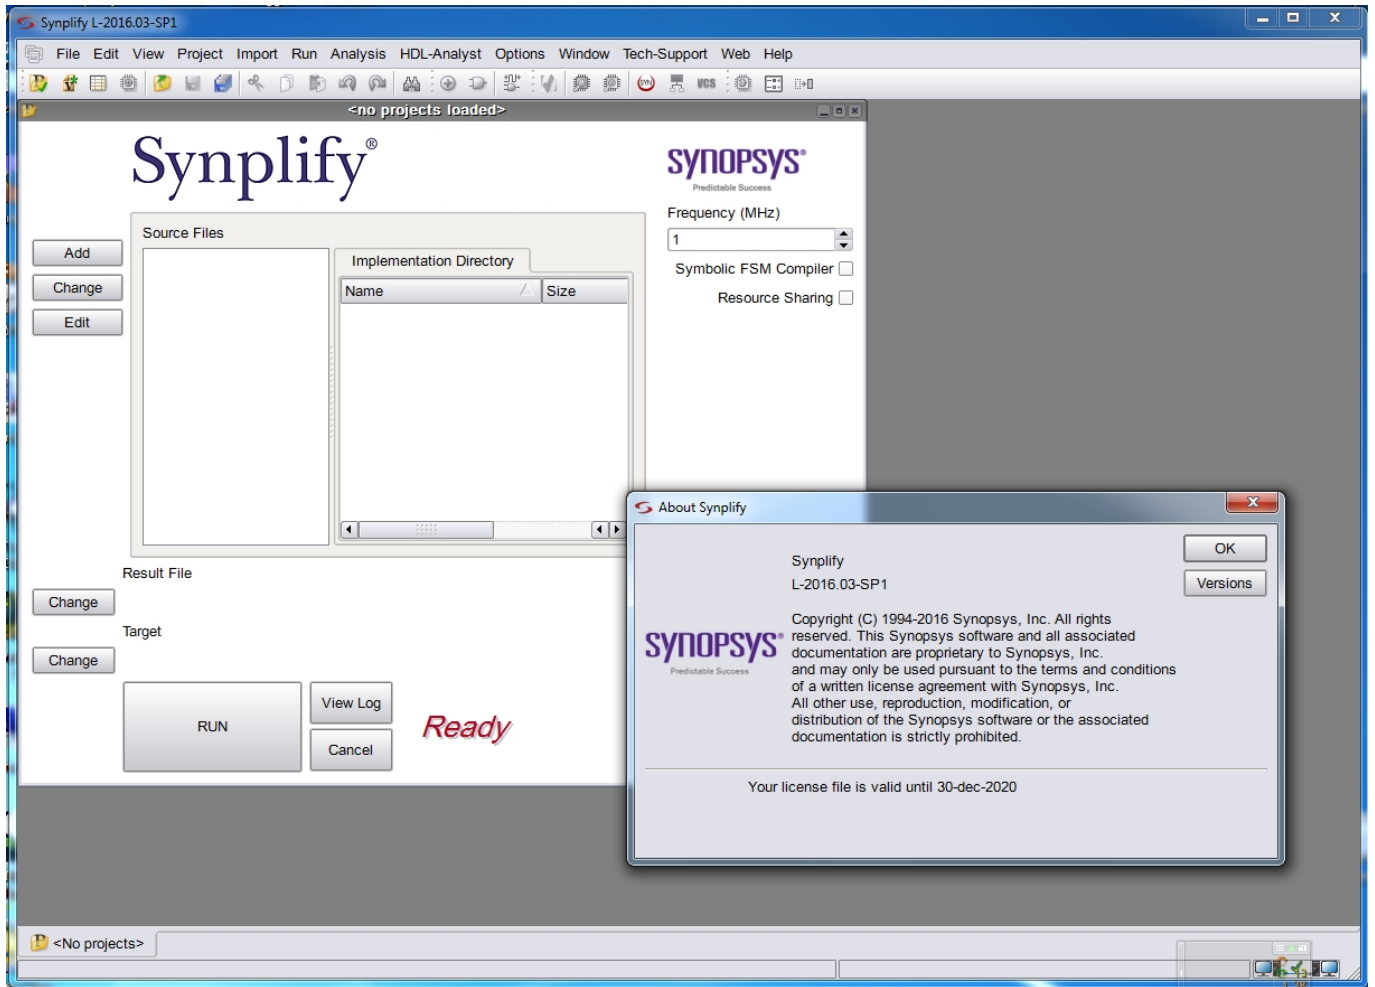 Synplify L-2016.03-SP1
File Edit View Project Import Run Analysis HDL-Analyst Options Window Tech-Support Web Help
SYN
VCS
<no projects loaded>
Synplify®
SYNOPSYS®
Predictable Success
Frequency (MHz)
1
Symbolic FSM Compiler
Resource Sharing
Add
Change
Edit
Source Files
Implementation Directory
Name Size
Result File
Change
Target
Change
RUN
View Log
Cancel
Ready
About Synplify
Synplify
L-2016.03-SP1
OK
Versions
SYNOPSYS®
Predictable Success
Copyright (C) 1994-2016 Synopsys, Inc. All rights
reserved. This Synopsys software and all associated
documentation are proprietary to Synopsys, Inc.
and may only be used pursuant to the terms and conditions
of a written license agreement with Synopsys, Inc.
All other use, reproduction, modification, or
distribution of the Synopsys software or the associated
documentation is strictly prohibited.
Your license file is valid until 30-dec-2020
<No projects>